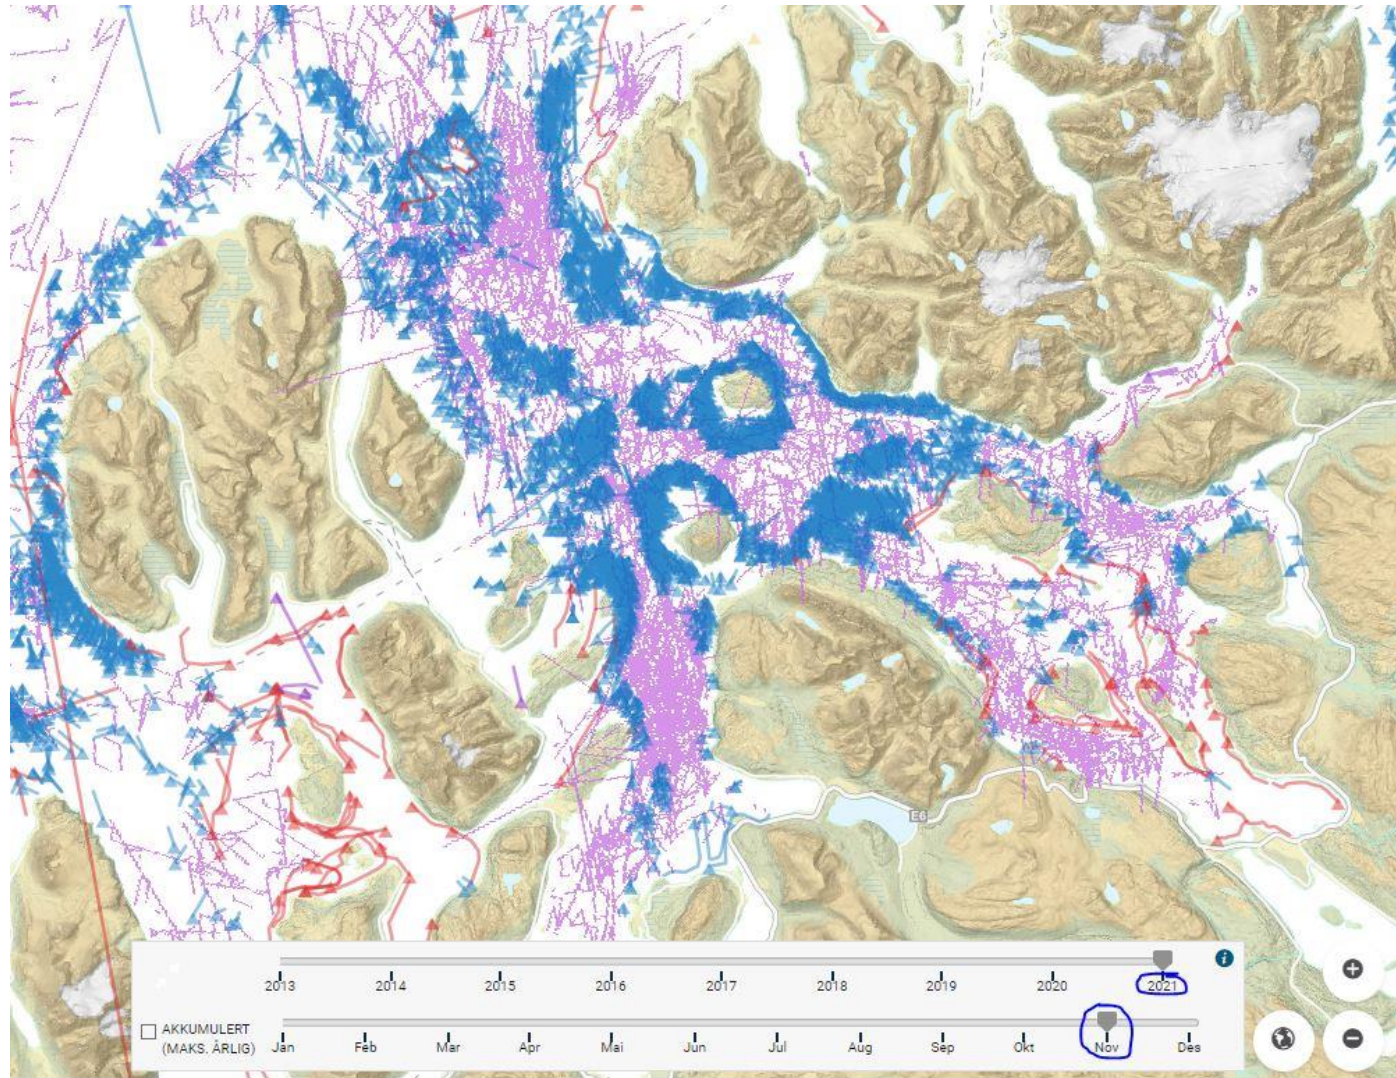 E6
2013 2014 2015 2016 2017 2018 2019 2020 2021
i
AKKUMULERT
(MAKS. ÅRLIG)
Jan Feb Mar Apr Mai Jun Jul Aug Sep Okt Nov Des